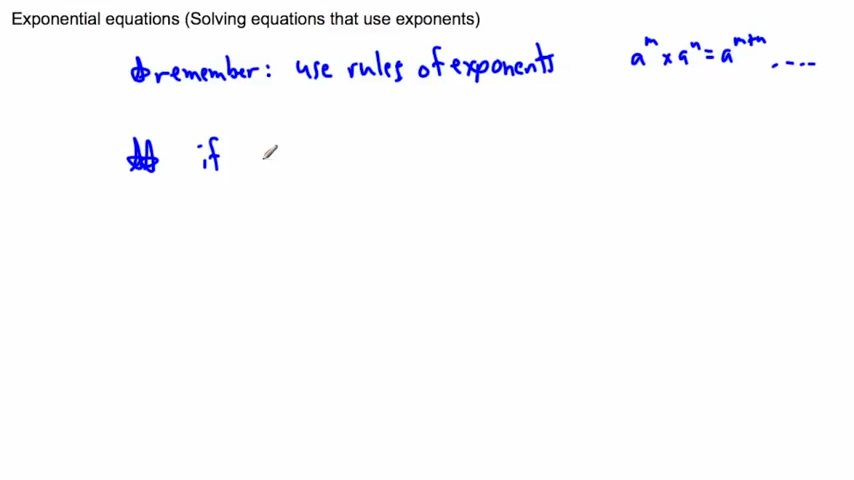 Exponential equations (Solving equations that use exponents)
☆ remember: use rules of exponents a^m × a^n = a^{m+n} ....
☆☆ if